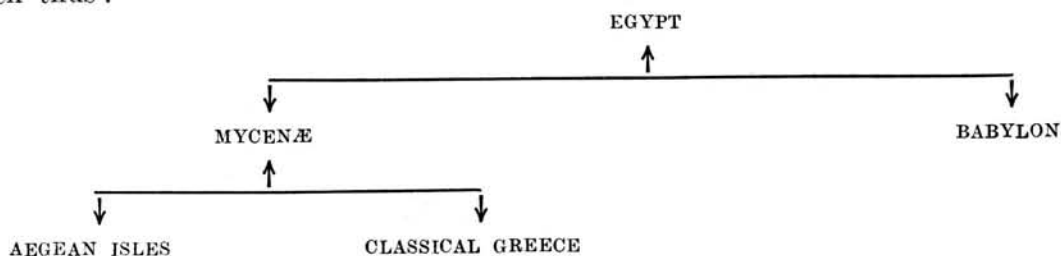 thus:
EGYPT
MYCENÆ
BABYLON
AEGEAN ISLES
CLASSICAL GREECE